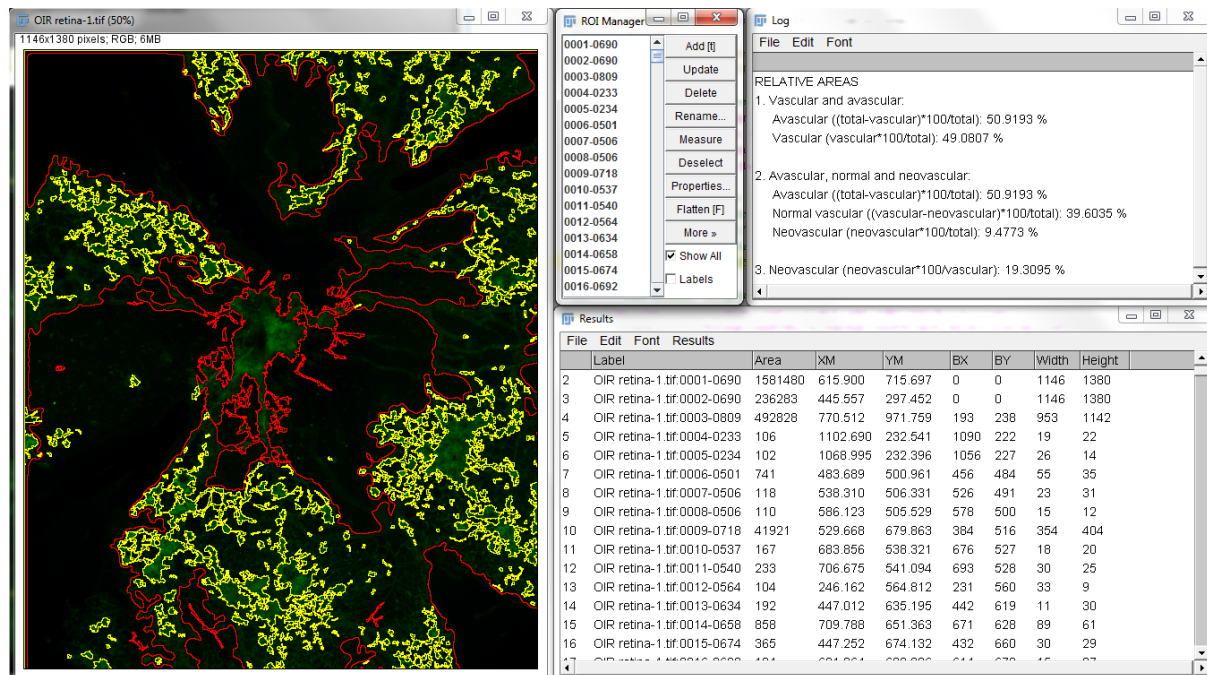 OIR retina-1.tif (50%)
1146x1380 pixels; RGB; 6MB
ROI Manager
0001-0690
0002-0690
0003-0809
0004-0233
0005-0234
0006-0501
0007-0506
0008-0506
0009-0718
0010-0537
0011-0540
0012-0564
0013-0634
0014-0658
0015-0674
0016-0692
Add [t]
Update
Delete
Rename...
Measure
Deselect
Properties...
Flatten [F]
More »
Show All
Labels
Log
File Edit Font
RELATIVE AREAS
1. Vascular and avascular:
Avascular ((total-vascular)*100/total): 50.9193 %
Vascular (vascular*100/total): 49.0807 %
2. Avascular, normal and neovascular:
Avascular ((total-vascular)*100/total): 50.9193 %
Normal vascular ((vascular-neovascular)*100/total): 39.6035 %
Neovascular (neovascular*100/total): 9.4773 %
3. Neovascular (neovascular*100/vascular): 19.3095 %
Results
File Edit Font Results
Label Area XM YM BX BY Width Height
2 OIR retina-1.tif:0001-0690 1581480 615.900 715.697 0 0 1146 1380
3 OIR retina-1.tif:0002-0690 236283 445.557 297.452 0 0 1146 1380
4 OIR retina-1.tif:0003-0809 492828 770.512 971.759 193 238 953 1142
5 OIR retina-1.tif:0004-0233 106 1102.690 232.541 1090 222 19 22
6 OIR retina-1.tif:0005-0234 102 1068.995 232.396 1056 227 26 14
7 OIR retina-1.tif:0006-0501 741 483.689 500.961 456 484 55 35
8 OIR retina-1.tif:0007-0506 118 538.310 506.331 526 491 23 31
9 OIR retina-1.tif:0008-0506 110 586.123 505.529 578 500 15 12
10 OIR retina-1.tif:0009-0718 41921 529.668 679.863 384 516 354 404
11 OIR retina-1.tif:0010-0537 167 683.856 538.321 676 527 18 20
12 OIR retina-1.tif:0011-0540 233 706.675 541.094 693 528 30 25
13 OIR retina-1.tif:0012-0564 104 246.162 564.812 231 560 33 9
14 OIR retina-1.tif:0013-0634 192 447.012 635.195 442 619 11 30
15 OIR retina-1.tif:0014-0658 858 709.788 651.363 671 628 89 61
16 OIR retina-1.tif:0015-0674 365 447.252 674.132 432 660 30 29